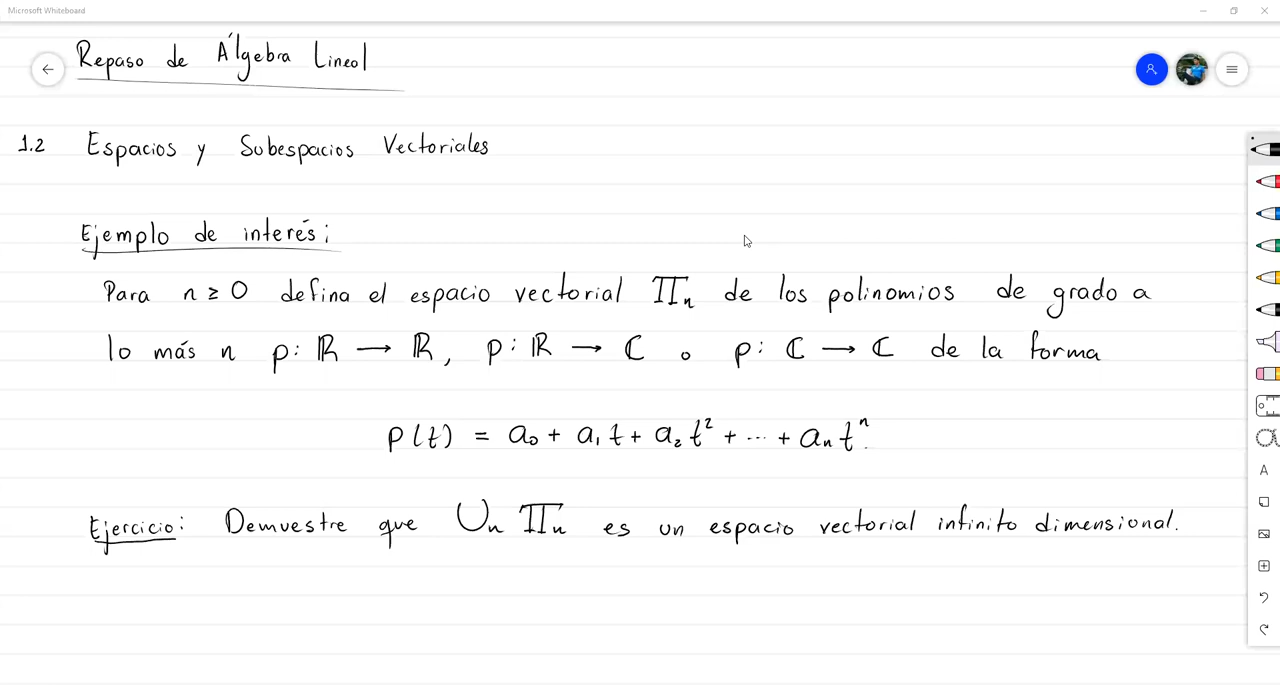 Microsoft Whiteboard
Repaso de Álgebra Lineal
1.2 Espacios y Subespacios Vectoriales
Ejemplo de interés:
Para n ≥ 0 defina el espacio vectorial Πₙ de los polinomios de grado a
lo más n p: ℝ → ℝ, p: ℝ → ℂ o p: ℂ → ℂ de la forma
p(t) = a₀ + a₁t + a₂t² + ... + aₙtⁿ.
Ejercicio: Demuestre que ∪ₙ Πₙ es un espacio vectorial infinito dimensional.
A